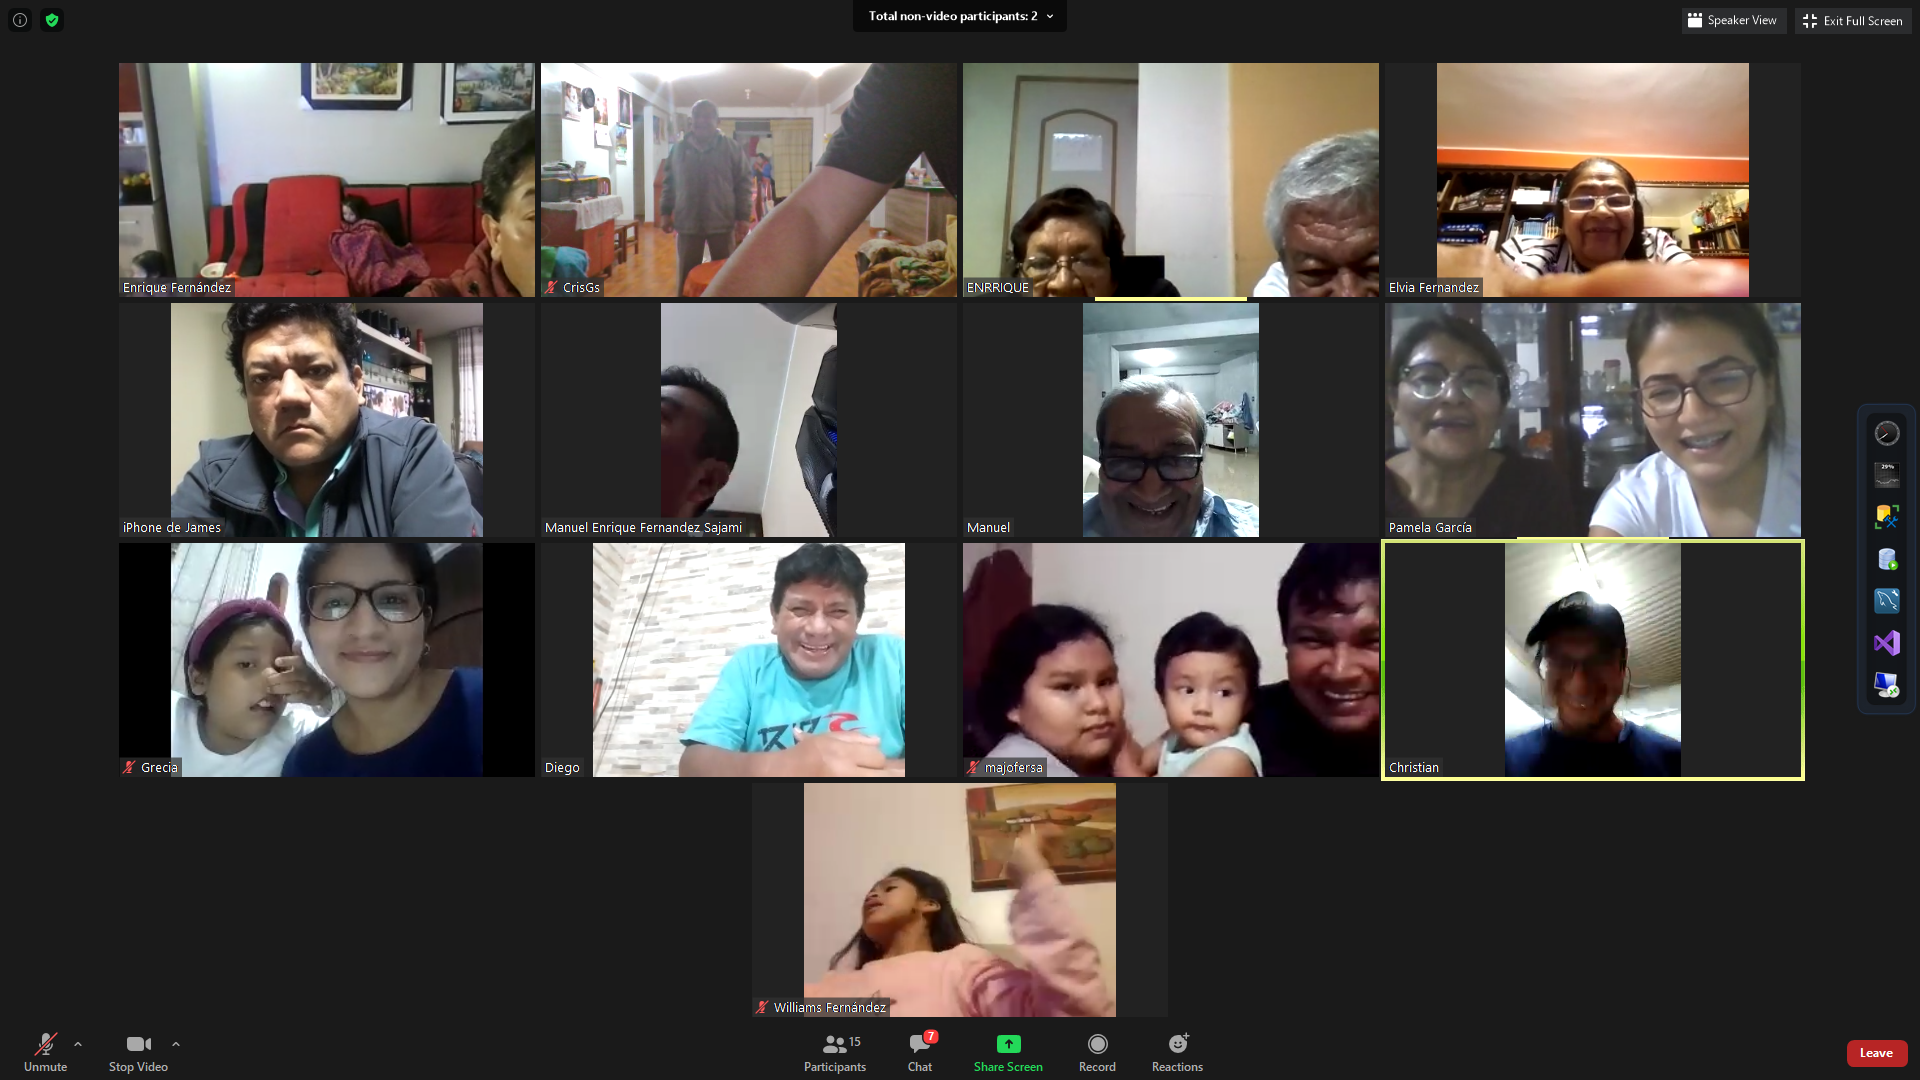 Total non-video participants: 2
Speaker View
Exit Full Screen
Enrique Fernández
CrisGs
ENRRIQUE
Elvia Fernandez
iPhone de James
Manuel Enrique Fernandez Sajami
Manuel
Pamela García
29%
Grecia
Diego
majofersa
Christian
Williams Fernández
Unmute
Stop Video
15
Participants
7
Chat
Share Screen
Record
Reactions
Leave